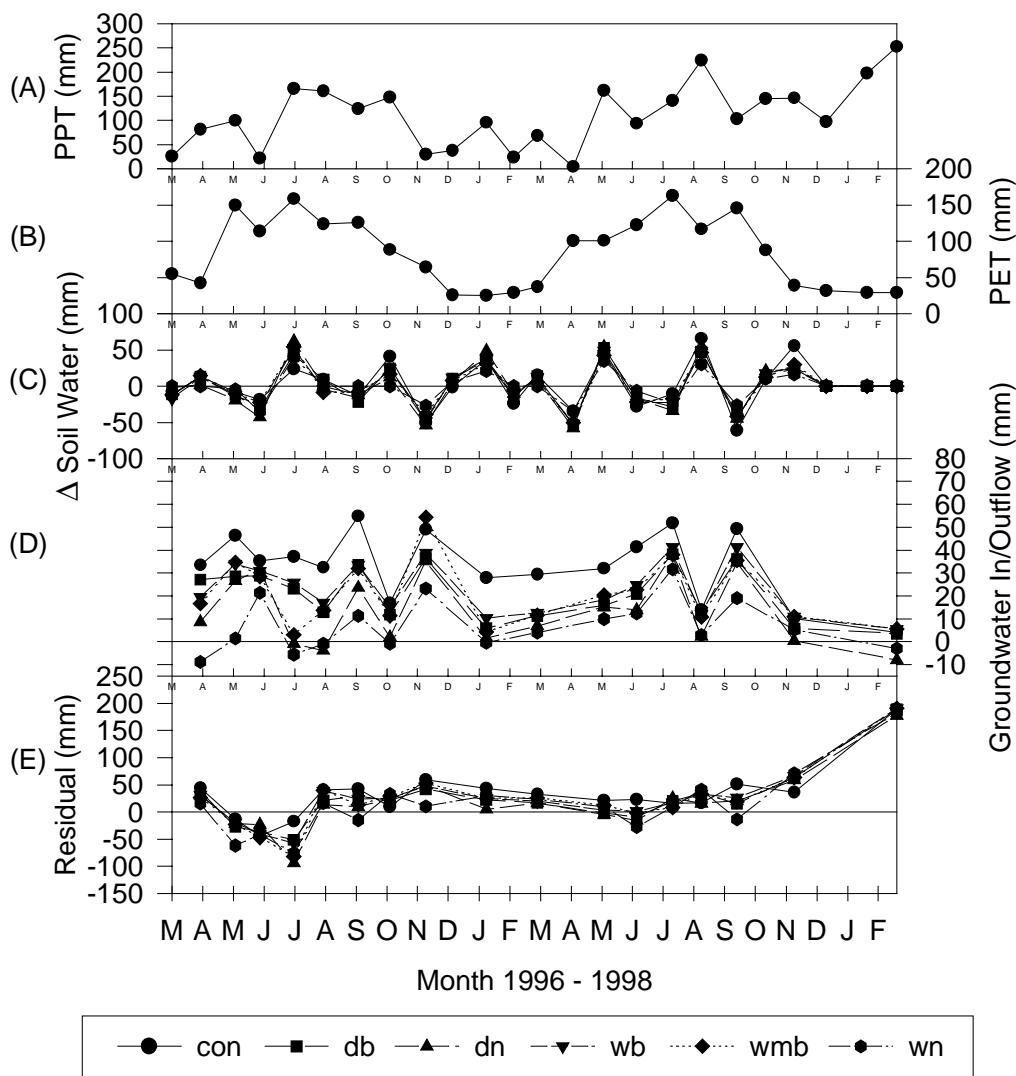 300
250
200
150
100
50
0
PPT (mm)
(A)
M A M J J A S O N D J F M A M J J A S O N D J F
200
150
100
50
0
PET (mm)
(B)
M A M J J A S O N D J F M A M J J A S O N D J F
100
50
0
-50
-100
Δ Soil Water (mm)
(C)
M A M J J A S O N D J F M A M J J A S O N D J F
80
70
60
50
40
30
20
10
0
-10
Groundwater In/Outflow (mm)
(D)
M A M J J A S O N D J F M A M J J A S O N D J F
250
200
150
100
50
0
-50
-100
-150
Residual (mm)
(E)
M A M J J A S O N D J F M A M J J A S O N D J F
Month 1996 - 1998
con db dn wb wmb wn